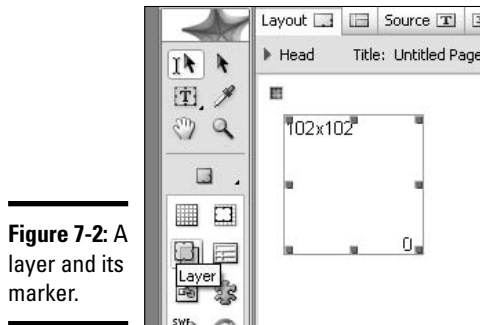 Layout Source
Head Title: Untitled Page
102x102
0
Layer
SWF
Figure 7-2: A
layer and its
marker.